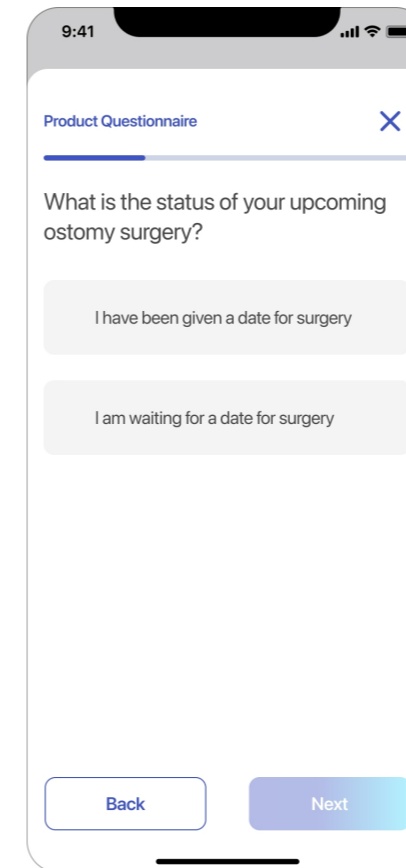 9:41
Product Questionnaire
What is the status of your upcoming
ostomy surgery?
I have been given a date for surgery
I am waiting for a date for surgery
Back
Next